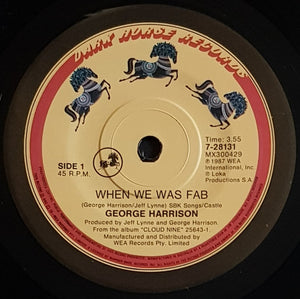 DARK HORSE RECORDS
Time: 3.55
7-28131
MX300429
℗ 1987 WEA
International, Inc.
℗ Loka
Productions S.A.
SIDE 1
45 R.P.M.
WHEN WE WAS FAB
(George Harrison/Jeff Lynne) SBK Songs/Castle
GEORGE HARRISON
Produced by Jeff Lynne and George Harrison.
From the album "CLOUD NINE" 25643-1
Manufactured and Distributed by
WEA Records Pty. Limited